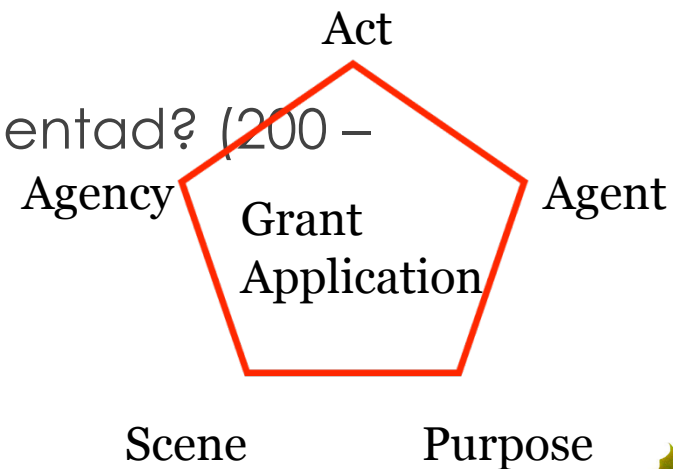 Act
entad? (200 –
Agency
Agent
Grant
Application
Scene
Purpose